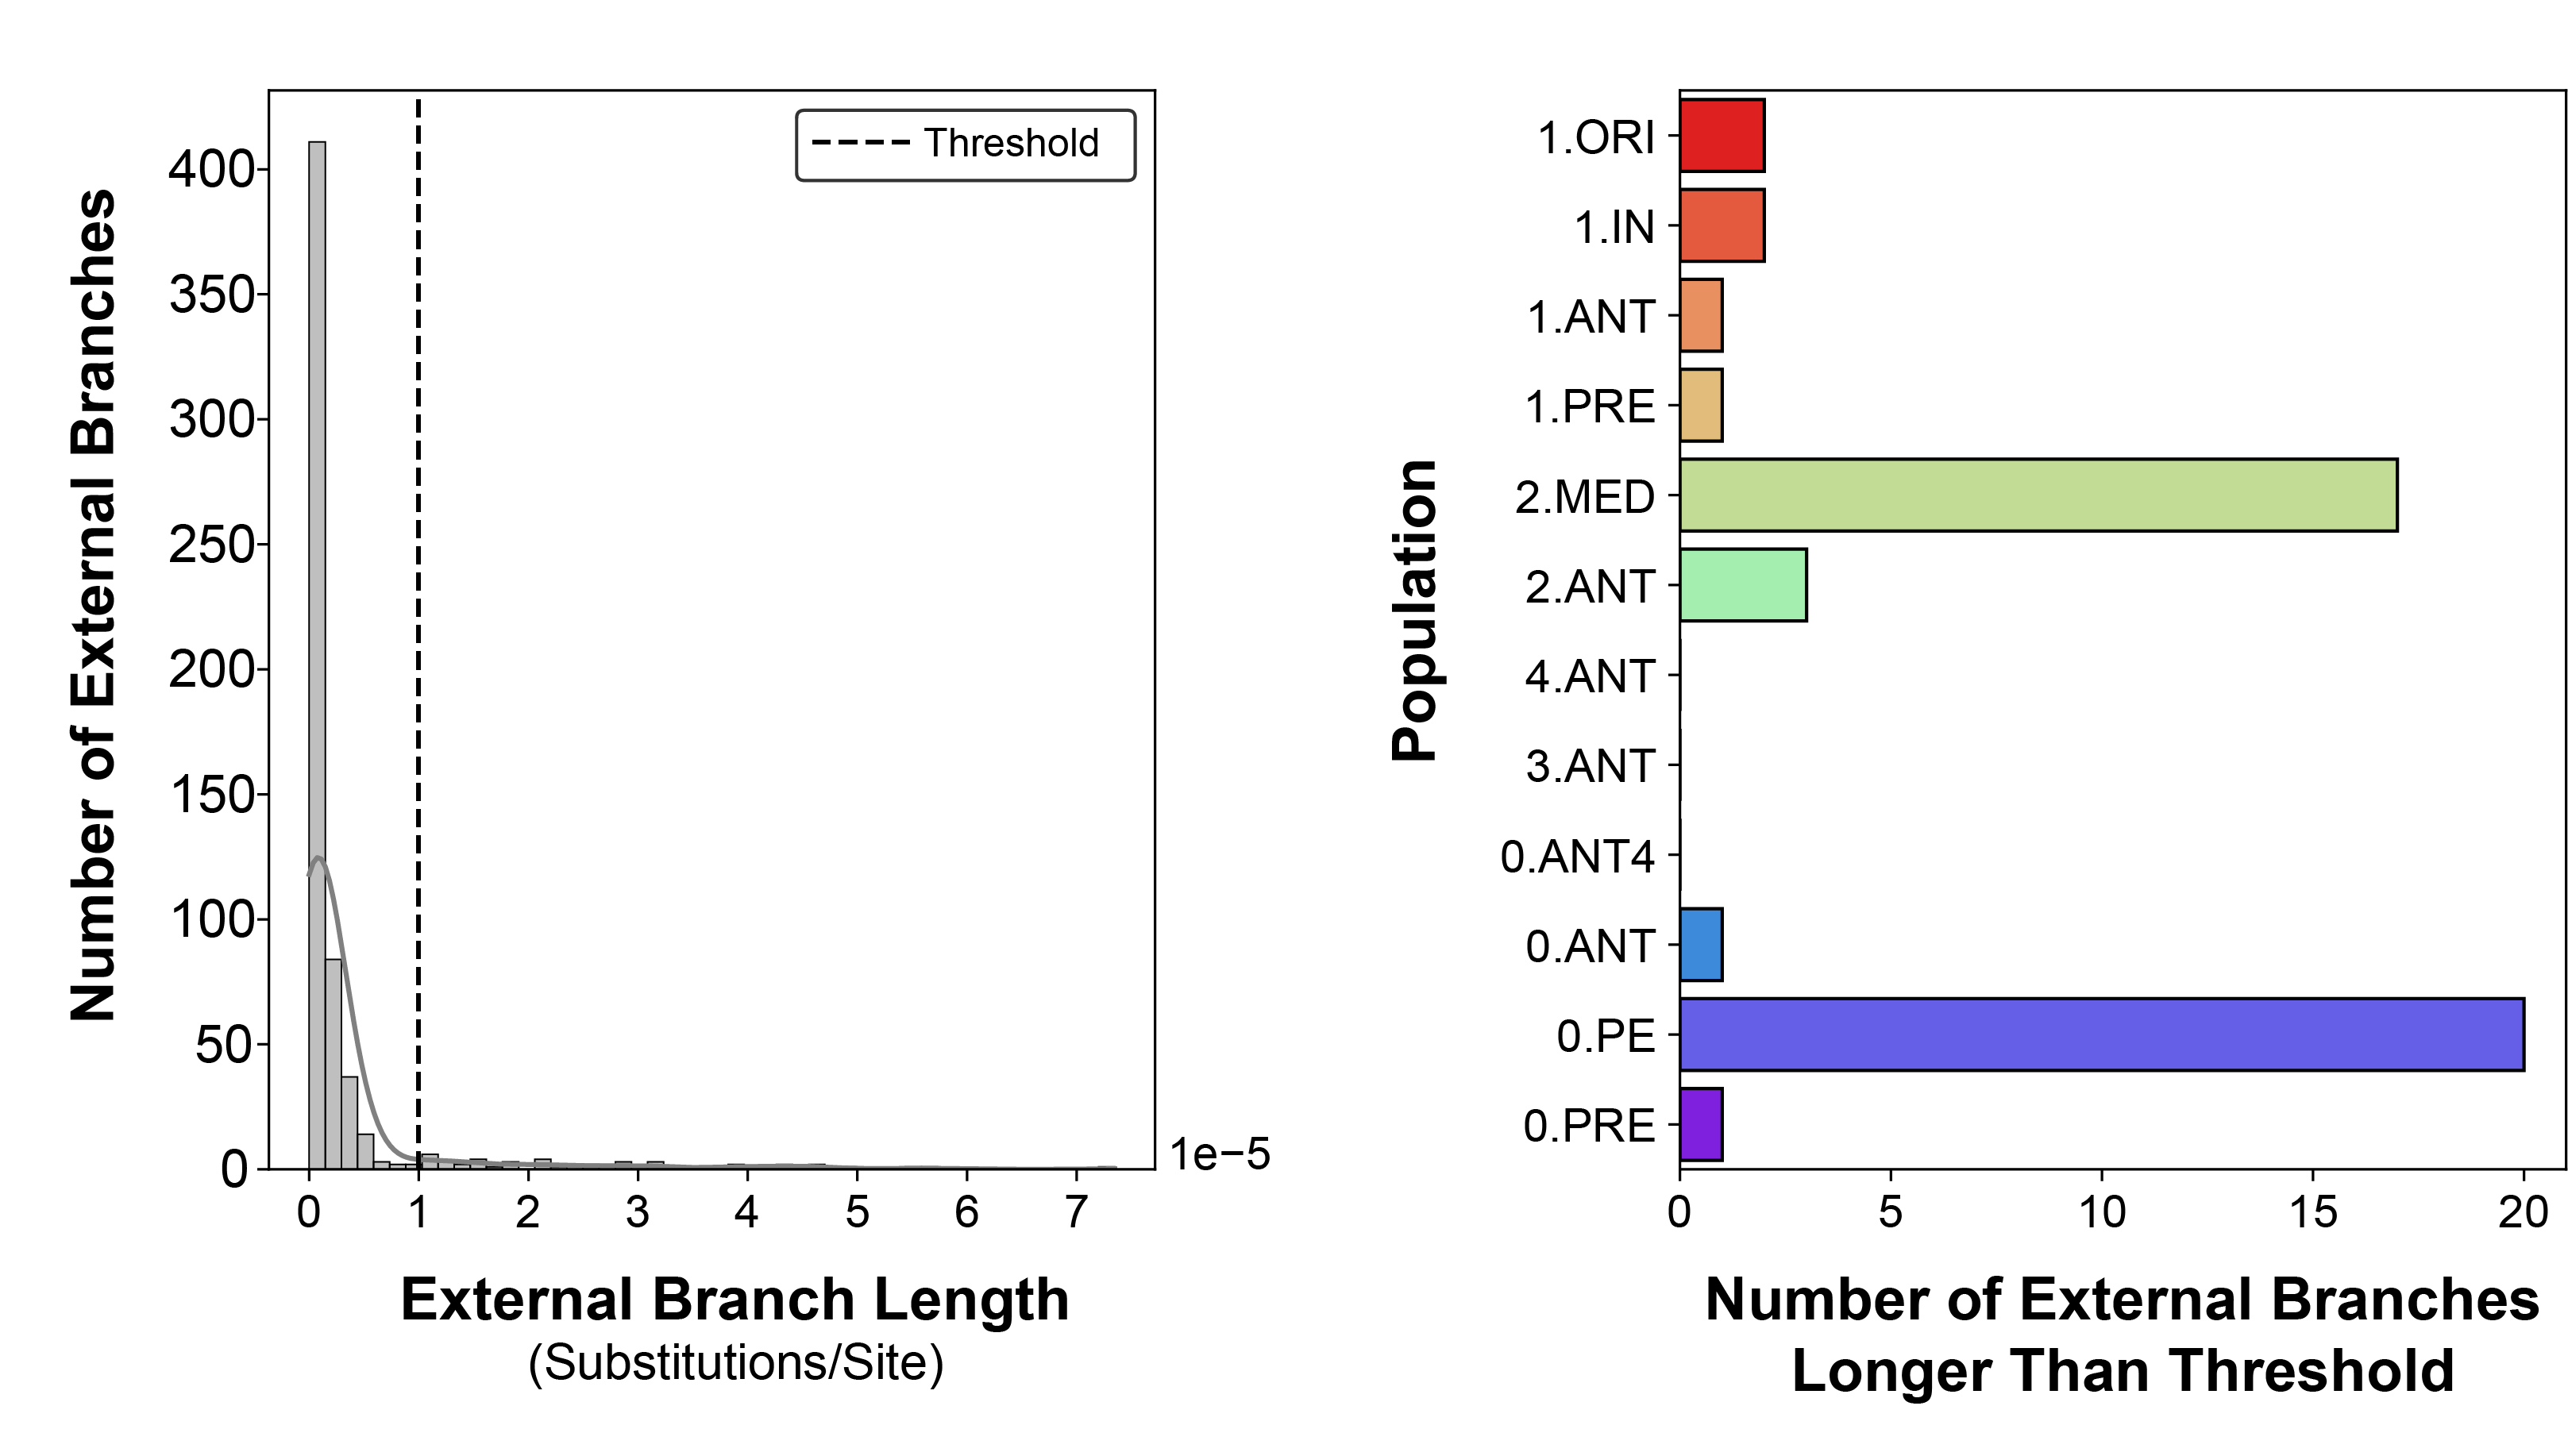 Number of External Branches
400
350
300
250
200
150
100
50
0
Threshold
0 1 2 3 4 5 6 7
1e−5
External Branch Length
(Substitutions/Site)
Population
1.ORI
1.IN
1.ANT
1.PRE
2.MED
2.ANT
4.ANT
3.ANT
0.ANT4
0.ANT
0.PE
0.PRE
0 5 10 15 20
Number of External Branches
Longer Than Threshold